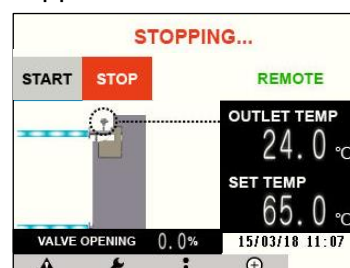 STOPPING...
START STOP REMOTE
OUTLET TEMP
24.0 °C
SET TEMP
65.0 °C
VALVE OPENING 0.0% 15/03/18 11:07